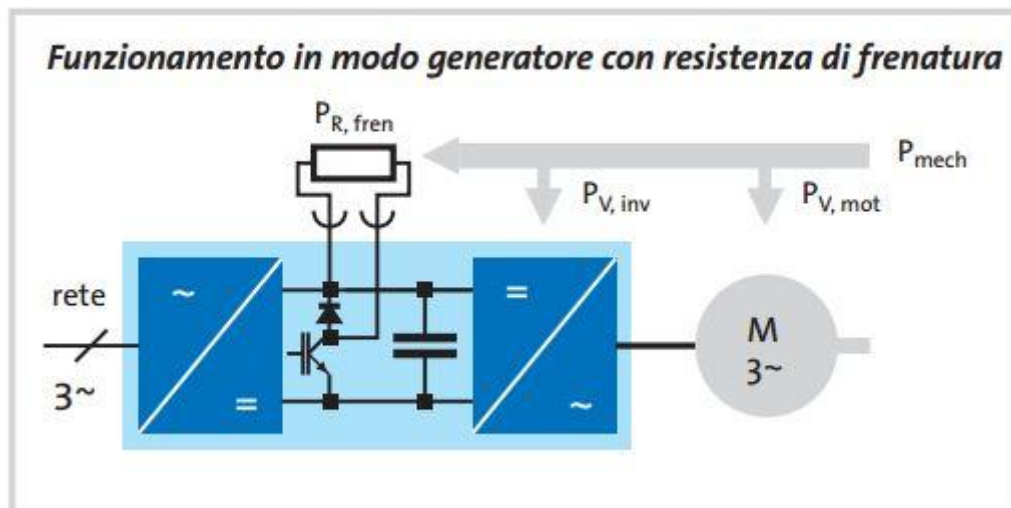 Funzionamento in modo generatore con resistenza di frenatura
P_R, fren
P_mech
P_V, inv
P_V, mot
rete
3~
~
=
=
~
M
3~